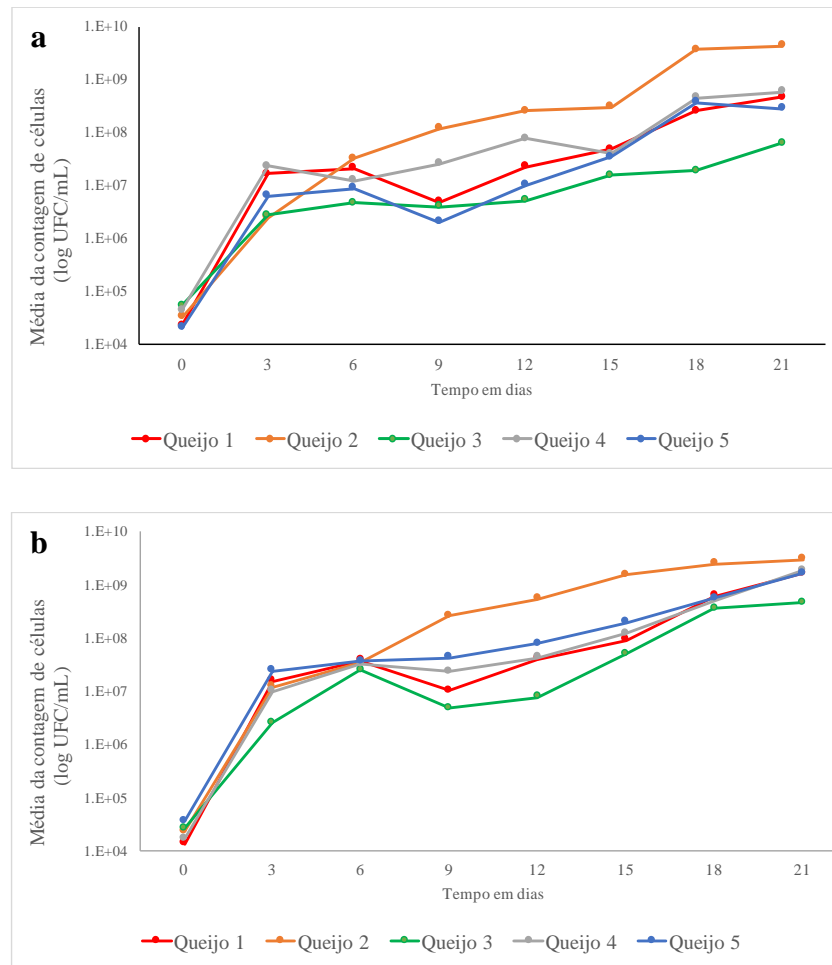 a
Média da contagem de células
(log UFC/mL)
1.E+10
1.E+09
1.E+08
1.E+07
1.E+06
1.E+05
1.E+04
0 3 6 9 12 15 18 21
Tempo em dias
Queijo 1 Queijo 2 Queijo 3 Queijo 4 Queijo 5
b
Média da contagem de células
(log UFC/mL)
1.E+10
1.E+09
1.E+08
1.E+07
1.E+06
1.E+05
1.E+04
0 3 6 9 12 15 18 21
Tempo em dias
Queijo 1 Queijo 2 Queijo 3 Queijo 4 Queijo 5